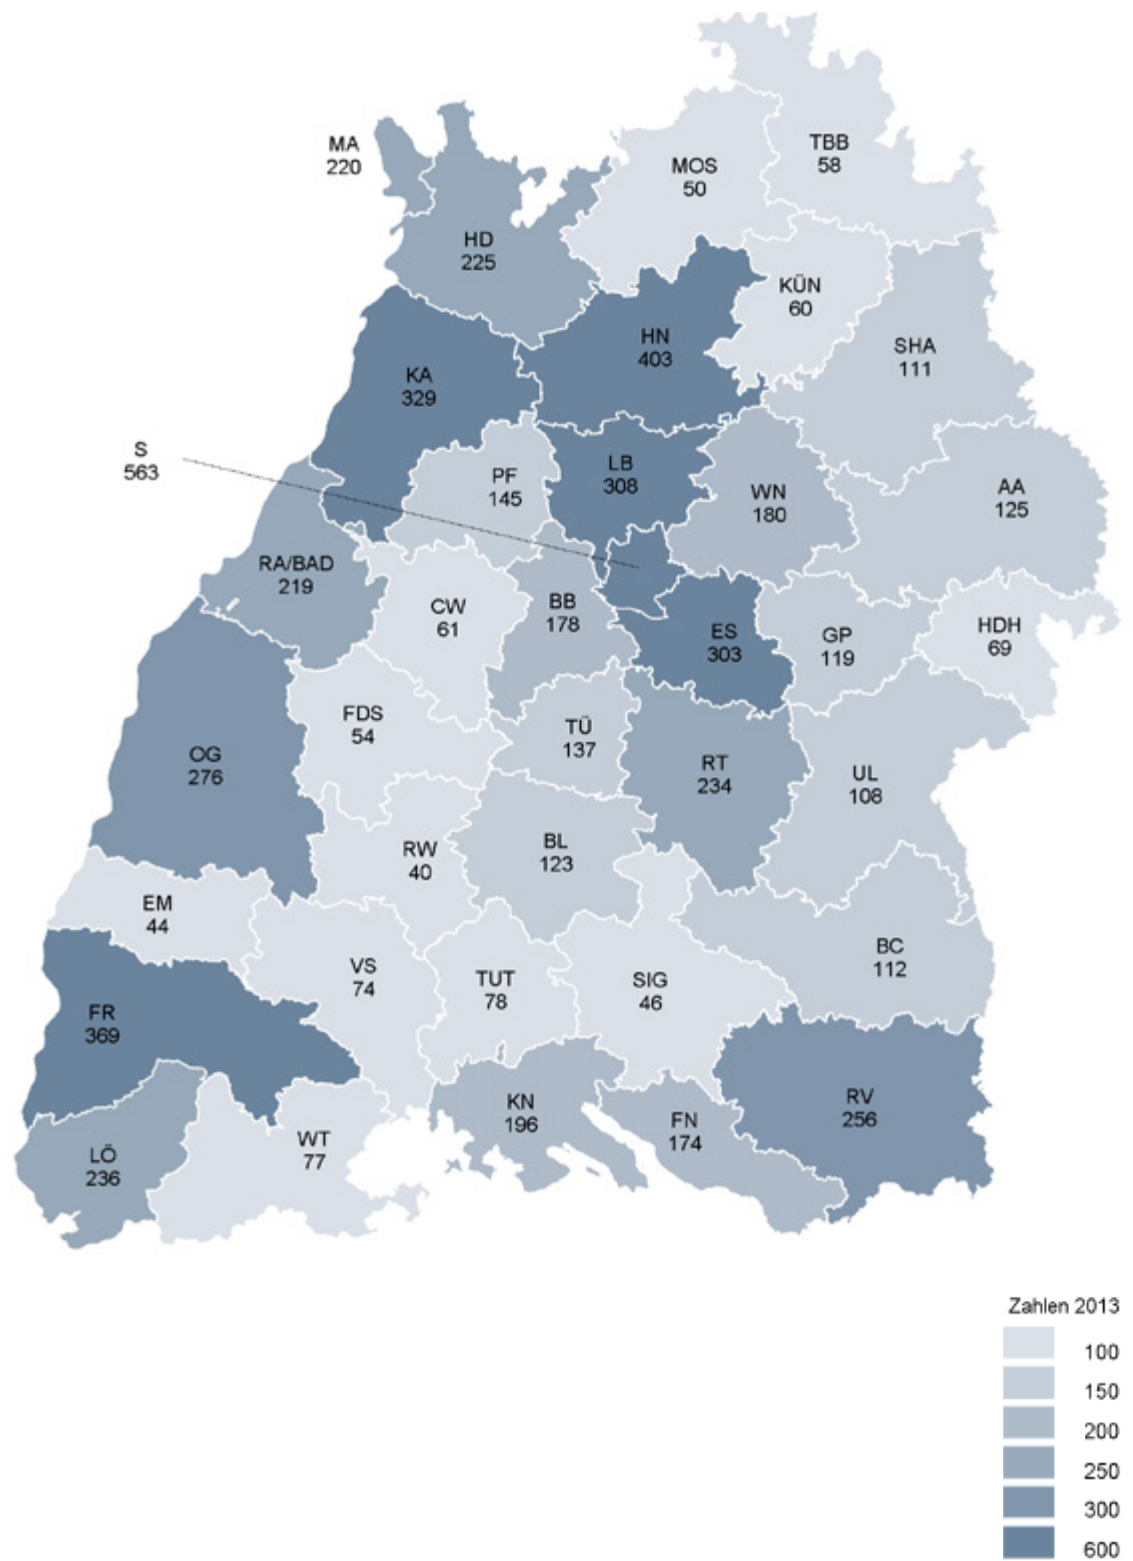 TBB
58
MA
220
MOS
50
HD
225
KÜN
60
HN
403
SHA
111
KA
329
S
563
LB
308
PF
145
WN
180
AA
125
RA/BAD
219
CW
61
BB
178
ES
303
GP
119
HDH
69
FDS
54
TÜ
137
OG
276
RT
234
UL
108
RW
40
BL
123
EM
44
VS
74
TUT
78
SIG
46
BC
112
FR
369
KN
196
FN
174
RV
256
LÖ
236
WT
77
Zahlen 2013
100
150
200
250
300
600